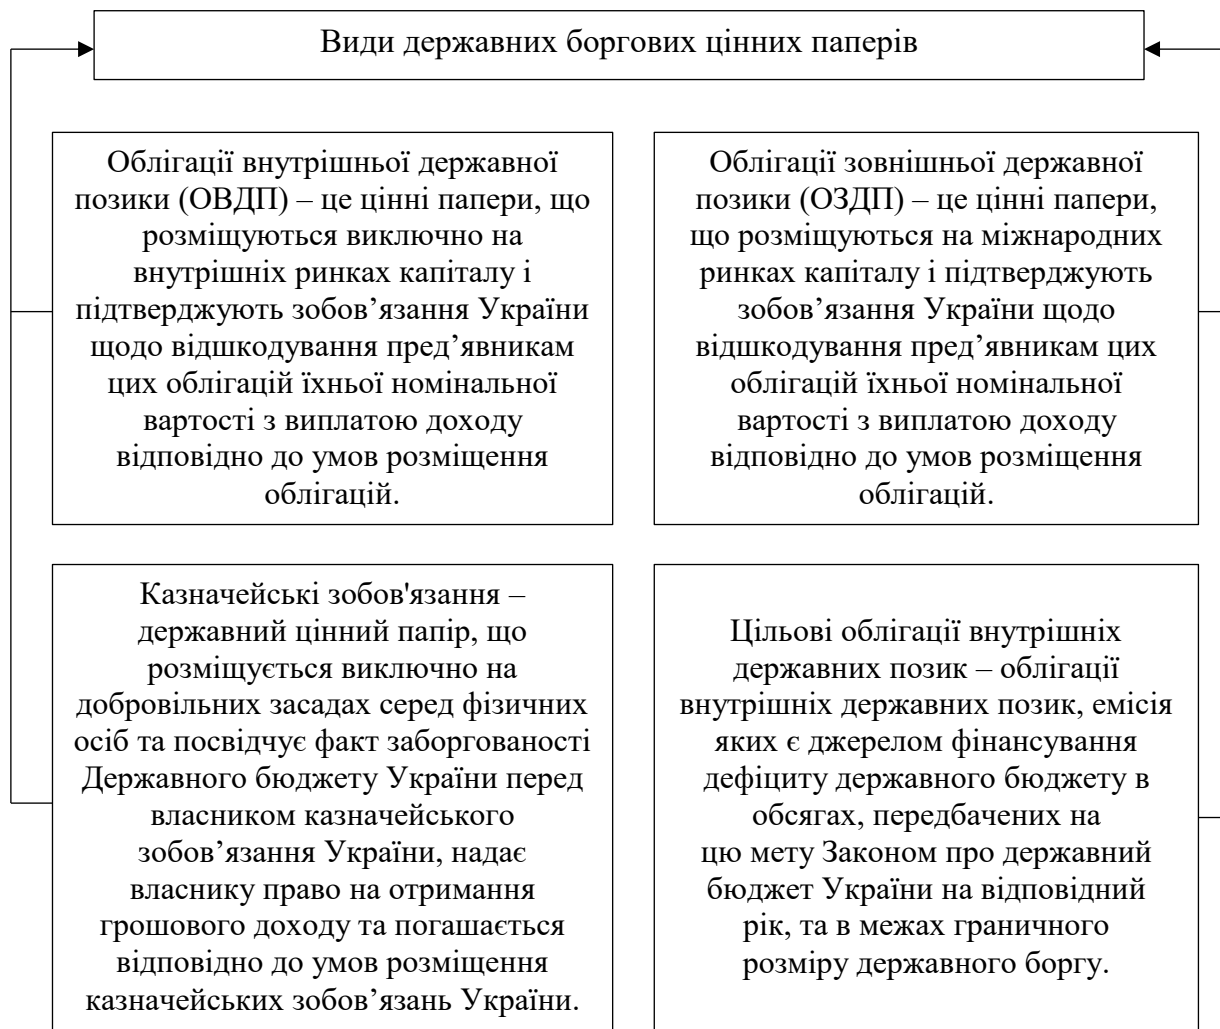 Види державних боргових цінних паперів
Облігації внутрішньої державної
позики (ОВДП) – це цінні папери, що
розміщуються виключно на
внутрішніх ринках капіталу і
підтверджують зобов’язання України
щодо відшкодування пред’явникам
цих облігацій їхньої номінальної
вартості з виплатою доходу
відповідно до умов розміщення
облігацій.
Облігації зовнішньої державної
позики (ОЗДП) – це цінні папери,
що розміщуються на міжнародних
ринках капіталу і підтверджують
зобов’язання України щодо
відшкодування пред’явникам цих
облігацій їхньої номінальної
вартості з виплатою доходу
відповідно до умов розміщення
облігацій.
Казначейські зобов'язання –
державний цінний папір, що
розміщується виключно на
добровільних засадах серед фізичних
осіб та посвідчує факт заборгованості
Державного бюджету України перед
власником казначейського
зобов’язання України, надає
власнику право на отримання
грошового доходу та погашається
відповідно до умов розміщення
казначейських зобов’язань України.
Цільові облігації внутрішніх
державних позик – облігації
внутрішніх державних позик, емісія
яких є джерелом фінансування
дефіциту державного бюджету в
обсягах, передбачених на
цю мету Законом про державний
бюджет України на відповідний
рік, та в межах граничного
розміру державного боргу.